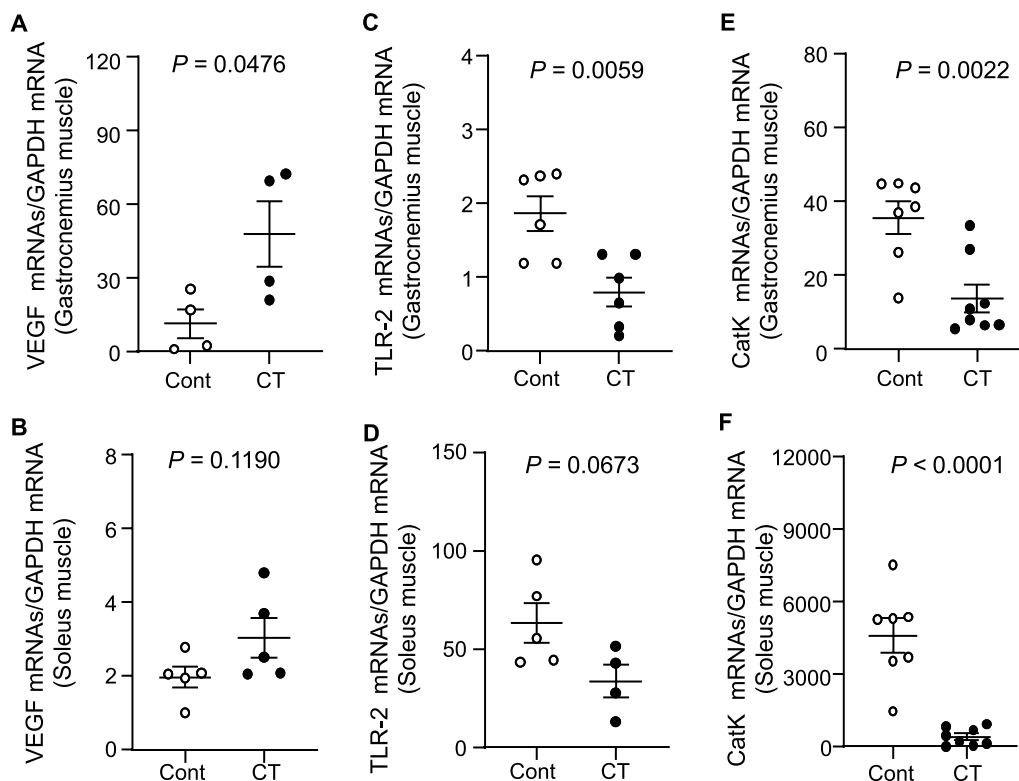 A
VEGF mRNAs/GAPDH mRNA
(Gastrocnemius muscle)
120
90
60
30
0
P = 0.0476
Cont
CT
C
TLR-2 mRNAs/GAPDH mRNA
(Gastrocnemius muscle)
4
3
2
1
0
P = 0.0059
Cont
CT
E
CatK mRNAs/GAPDH mRNA
(Gastrocnemius muscle)
80
60
40
20
0
P = 0.0022
Cont
CT
B
VEGF mRNAs/GAPDH mRNA
(Soleus muscle)
8
6
4
2
0
P = 0.1190
Cont
CT
D
TLR-2 mRNAs/GAPDH mRNA
(Soleus muscle)
150
100
50
0
P = 0.0673
Cont
CT
F
CatK mRNAs/GAPDH mRNA
(Soleus muscle)
12000
9000
6000
3000
0
P < 0.0001
Cont
CT